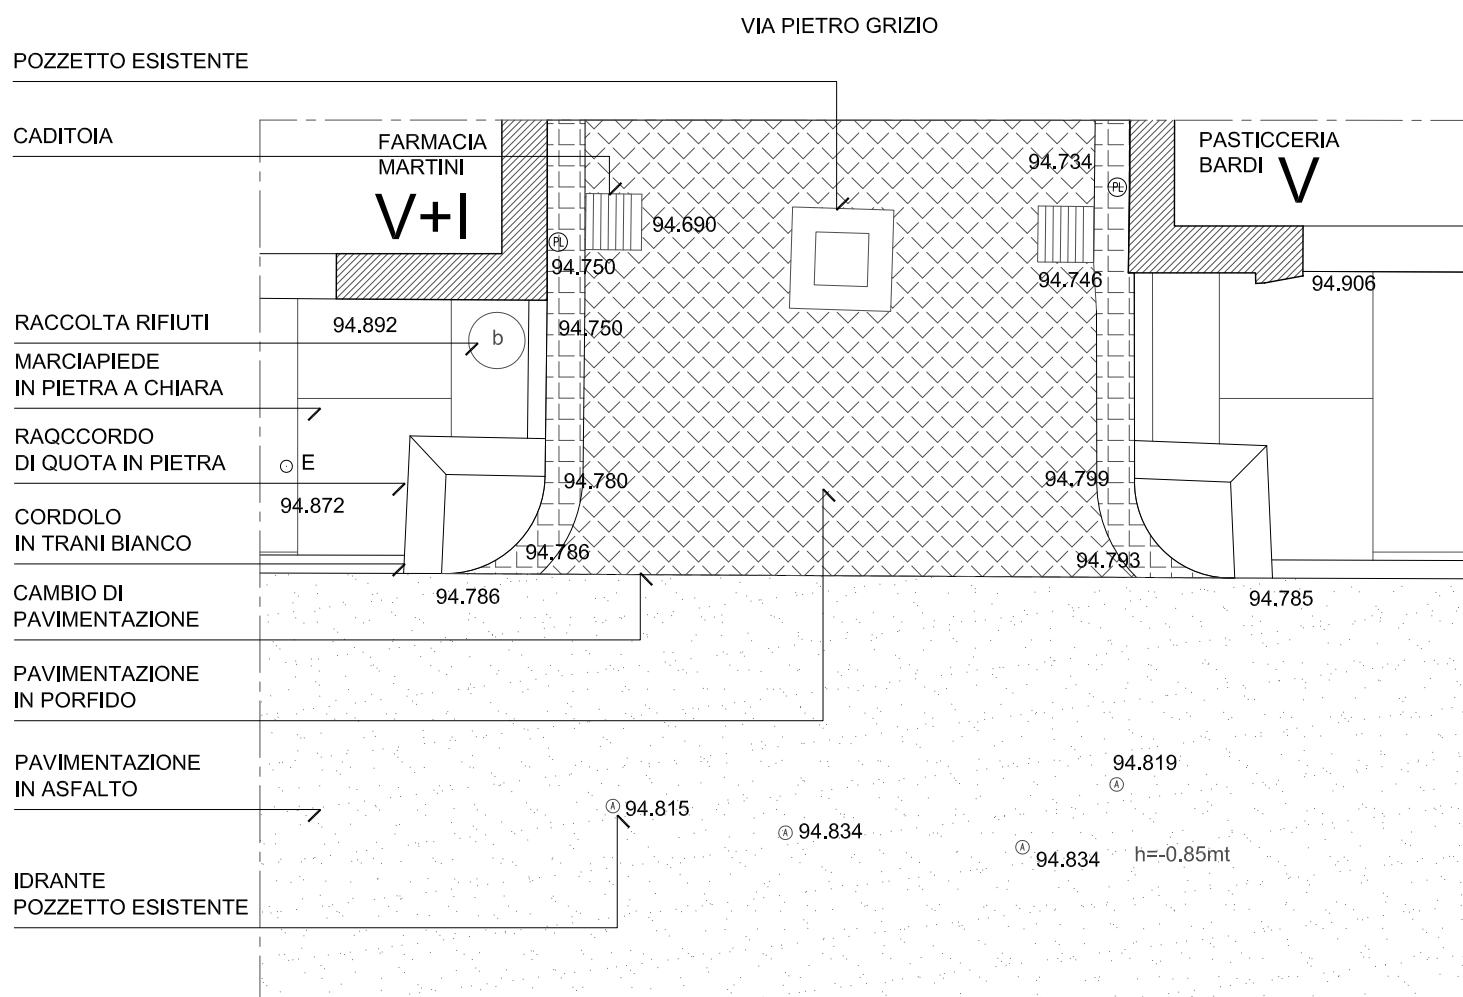 VIA PIETRO GRIZIO
POZZETTO ESISTENTE
CADITOIA
FARMACIA
MARTINI
V+I
PASTICCERIA
BARDI V
94.734
PL
94.690
PL
94.750
94.746
94.906
RACCOLTA RIFIUTI
94.892
b
94.750
MARCIAPIEDE
IN PIETRA A CHIARA
RAQCCORDO
DI QUOTA IN PIETRA
E
94.872
94.780
94.799
CORDOLO
IN TRANI BIANCO
94.786
94.793
CAMBIO DI
PAVIMENTAZIONE
94.786
94.785
PAVIMENTAZIONE
IN PORFIDO
PAVIMENTAZIONE
IN ASFALTO
94.819
A
A 94.815
A 94.834
A 94.834
h=-0.85mt
IDRANTE
POZZETTO ESISTENTE